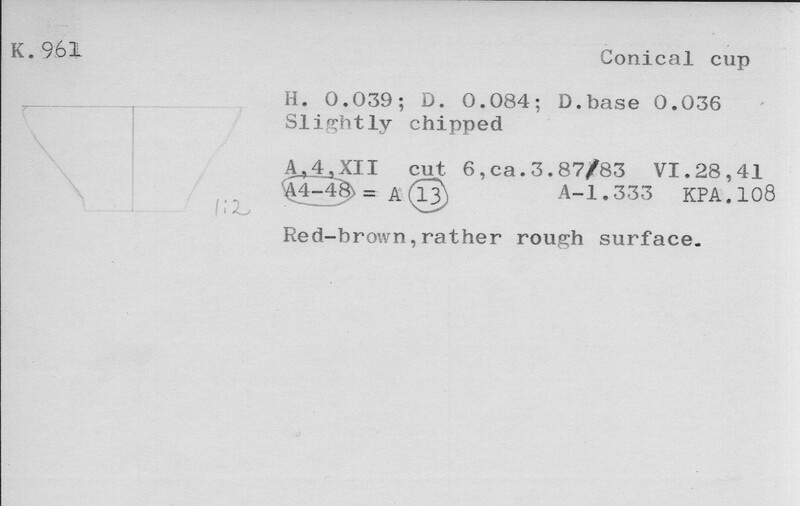 K.961
Conical cup
H. 0.039; D. 0.084; D.base 0.036
Slightly chipped
A,4,XII cut 6,ca.3.87/83 VI.28,41
A4-48 = A 13 A-1.333 KPA.108
1:2
Red-brown,rather rough surface.